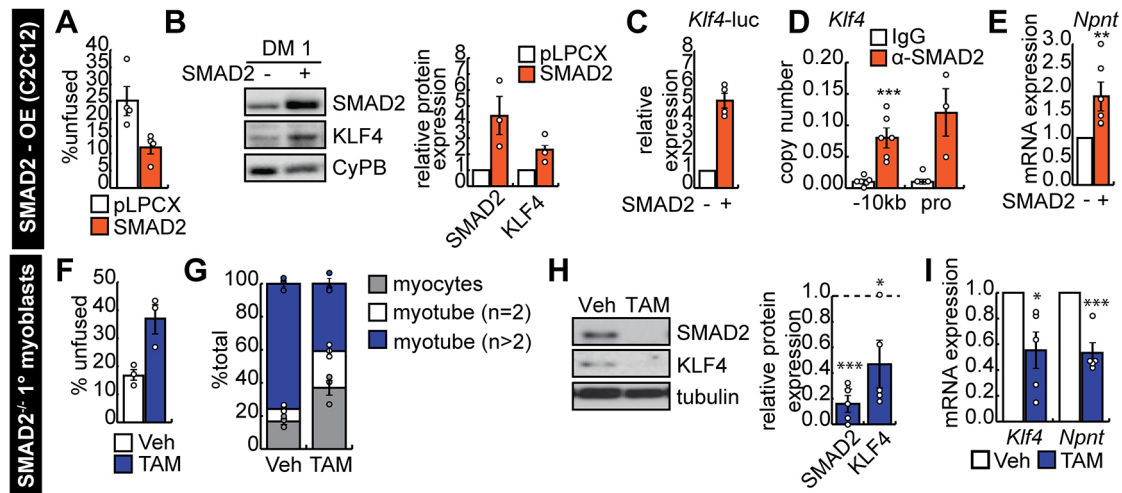 SMAD2 - OE (C2C12)
A
%unfused
40
35
30
25
20
15
10
5
0
pLPCX
SMAD2
B
DM 1
SMAD2 - +
SMAD2
KLF4
CyPB
relative protein
expression
8
7
6
5
4
3
2
1
0
pLPCX
SMAD2
SMAD2
KLF4
C
Klf4-luc
relative
expression
8
7
6
5
4
3
2
1
0
SMAD2 - +
D
Klf4
IgG
α-SMAD2
copy number
0.20
0.15
0.10
0.05
0.00
***
-10kb pro
E
Npnt
**
mRNA expression
3.0
2.5
2.0
1.5
1.0
0.5
0.0
SMAD2 - +
SMAD2-/- 1° myoblasts
F
% unfused
50
40
30
20
10
0
Veh
TAM
G
%total
100
80
60
40
20
0
Veh TAM
myocytes
myotube (n=2)
myotube (n>2)
H
Veh TAM
SMAD2
KLF4
tubulin
relative protein
expression
1.0
0.8
0.6
0.4
0.2
0.0
***
*
SMAD2
KLF4
I
mRNA expression
1.0
0.8
0.6
0.4
0.2
0.0
*
***
Klf4 Npnt
Veh TAM